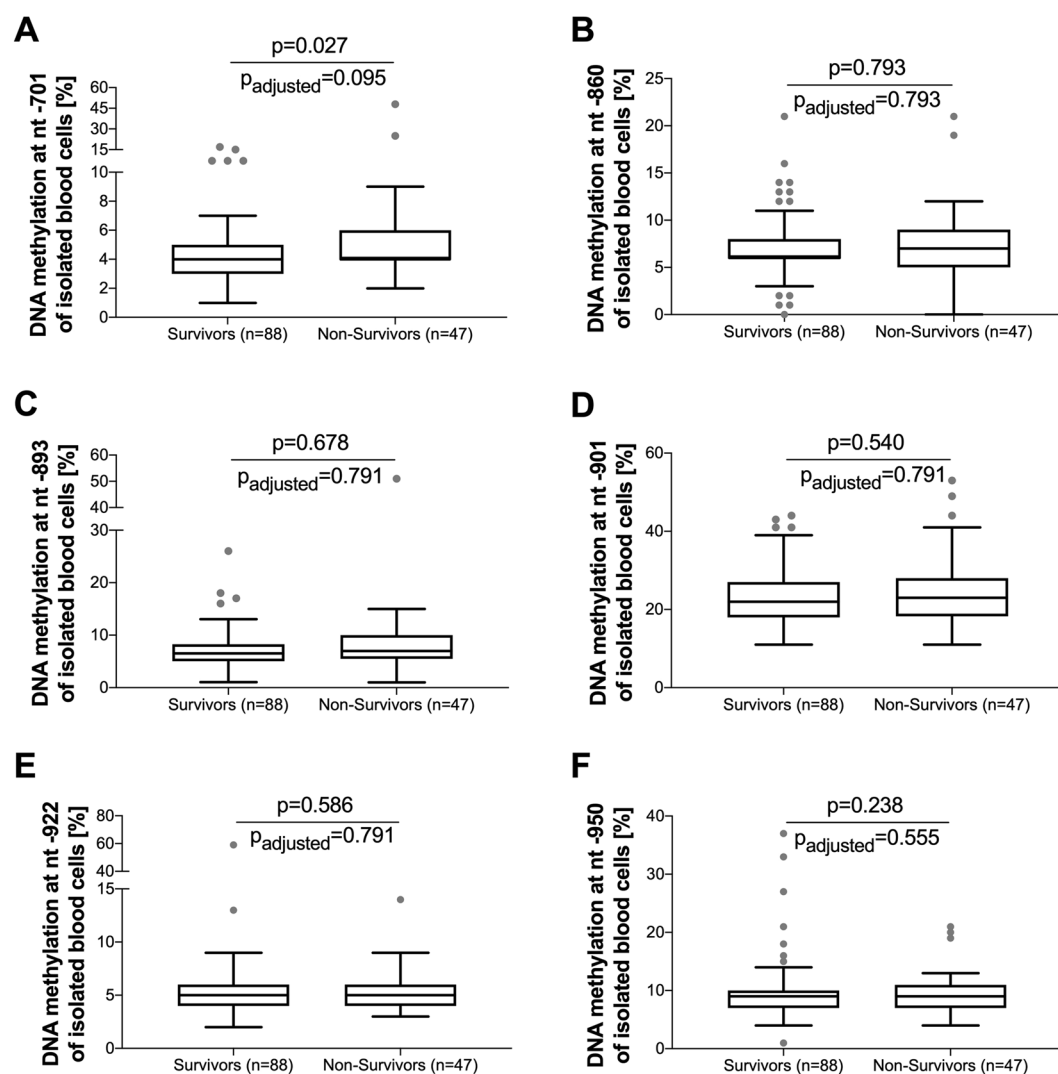 A
p=0.027
padjusted=0.095
DNA methylation at nt -701
of isolated blood cells [%]
60
45
30
15
10
8
6
4
2
0
Survivors (n=88)
Non-Survivors (n=47)
B
p=0.793
padjusted=0.793
DNA methylation at nt -860
of isolated blood cells [%]
25
20
15
10
5
0
Survivors (n=88)
Non-Survivors (n=47)
C
p=0.678
padjusted=0.791
DNA methylation at nt -893
of isolated blood cells [%]
60
50
40
30
20
10
0
Survivors (n=88)
Non-Survivors (n=47)
D
p=0.540
padjusted=0.791
DNA methylation at nt -901
of isolated blood cells [%]
60
40
20
0
Survivors (n=88)
Non-Survivors (n=47)
E
p=0.586
padjusted=0.791
DNA methylation at nt -922
of isolated blood cells [%]
80
60
40
15
10
5
0
Survivors (n=88)
Non-Survivors (n=47)
F
p=0.238
padjusted=0.555
DNA methylation at nt -950
of isolated blood cells [%]
40
30
20
10
0
Survivors (n=88)
Non-Survivors (n=47)